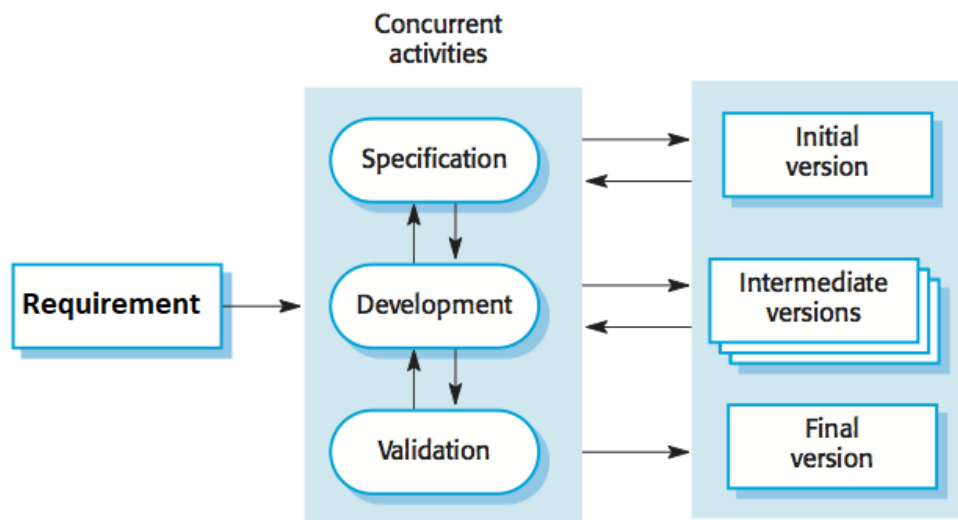 Concurrent
activities
Specification
Initial
version
Requirement
Development
Intermediate
versions
Validation
Final
version